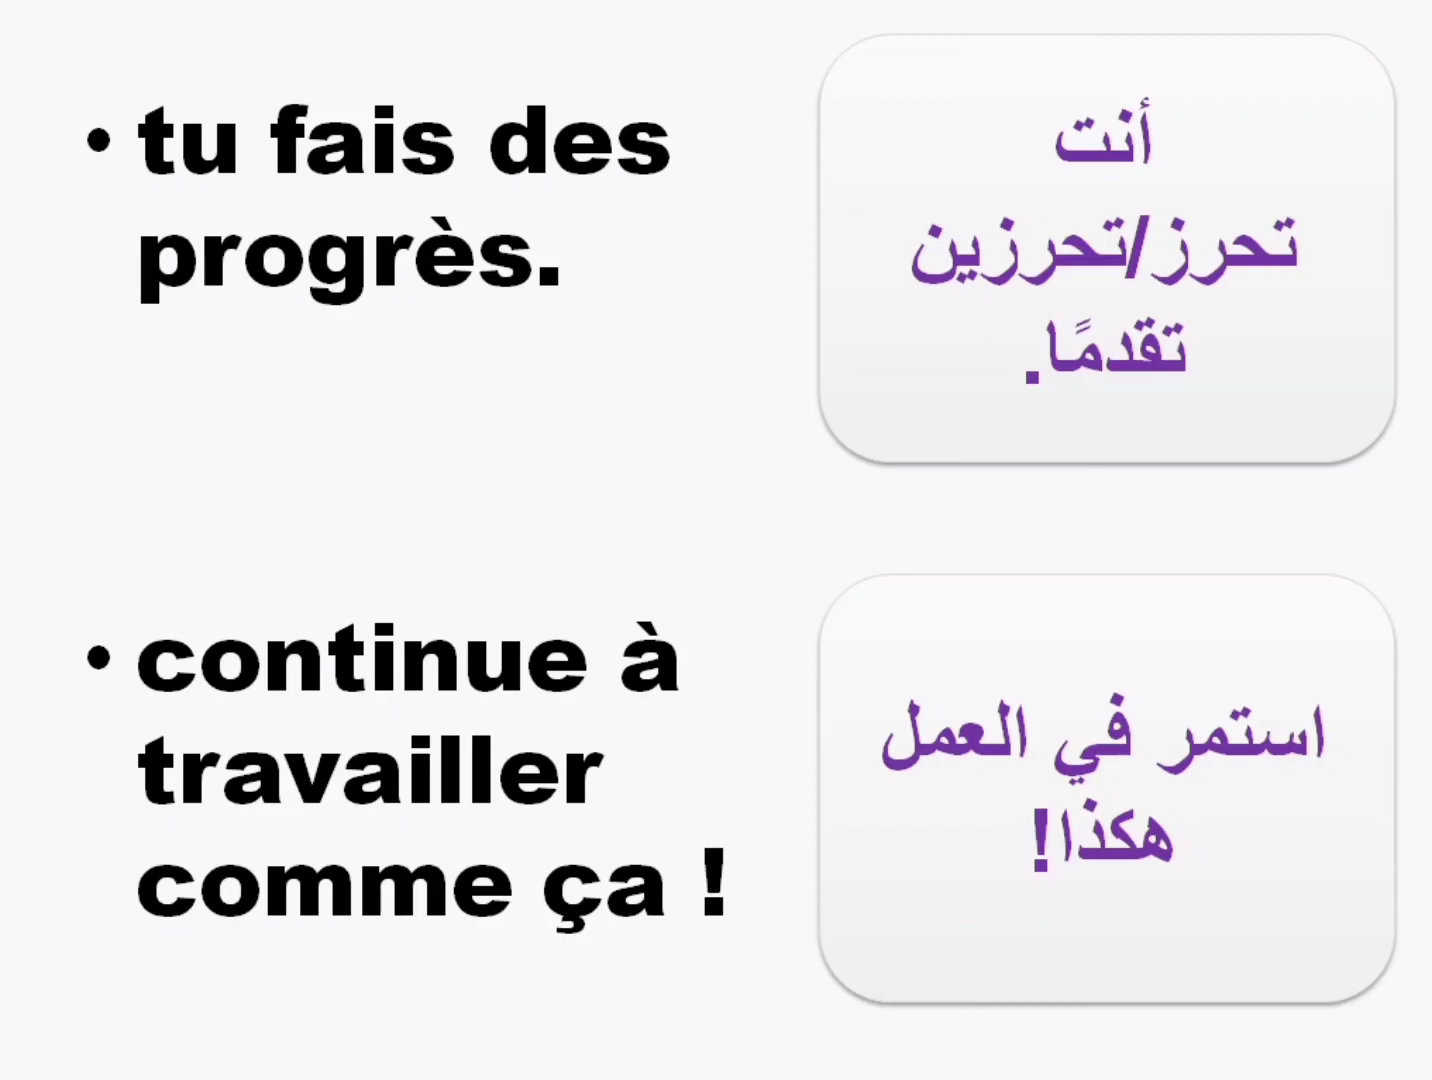 • tu fais des
progrès.
أنت
تحرز/تحرزين
تقدمًا.
• continue à
travailler
comme ça !
استمر في العمل
هكذا!